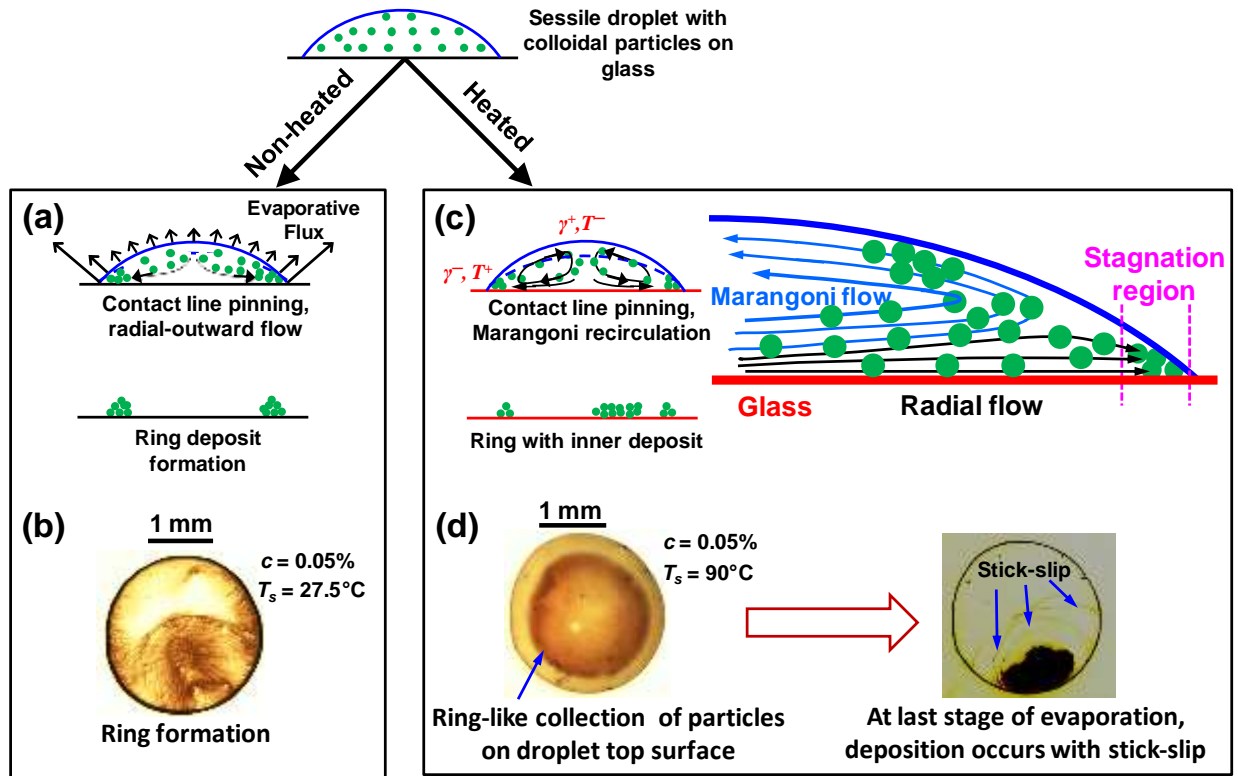 Sessile droplet with
colloidal particles on
glass
Non-heated
Heated
(a)
Evaporative
Flux
Contact line pinning,
radial-outward flow
Ring deposit
formation
(b)
1 mm
c = 0.05%
Ts = 27.5°C
Ring formation
(c)
γ+,T−
γ−, T+
Contact line pinning,
Marangoni recirculation
Ring with inner deposit
Marangoni flow
Stagnation
region
Glass
Radial flow
(d)
1 mm
c = 0.05%
Ts = 90°C
Ring-like collection of particles
on droplet top surface
Stick-slip
At last stage of evaporation,
deposition occurs with stick-slip